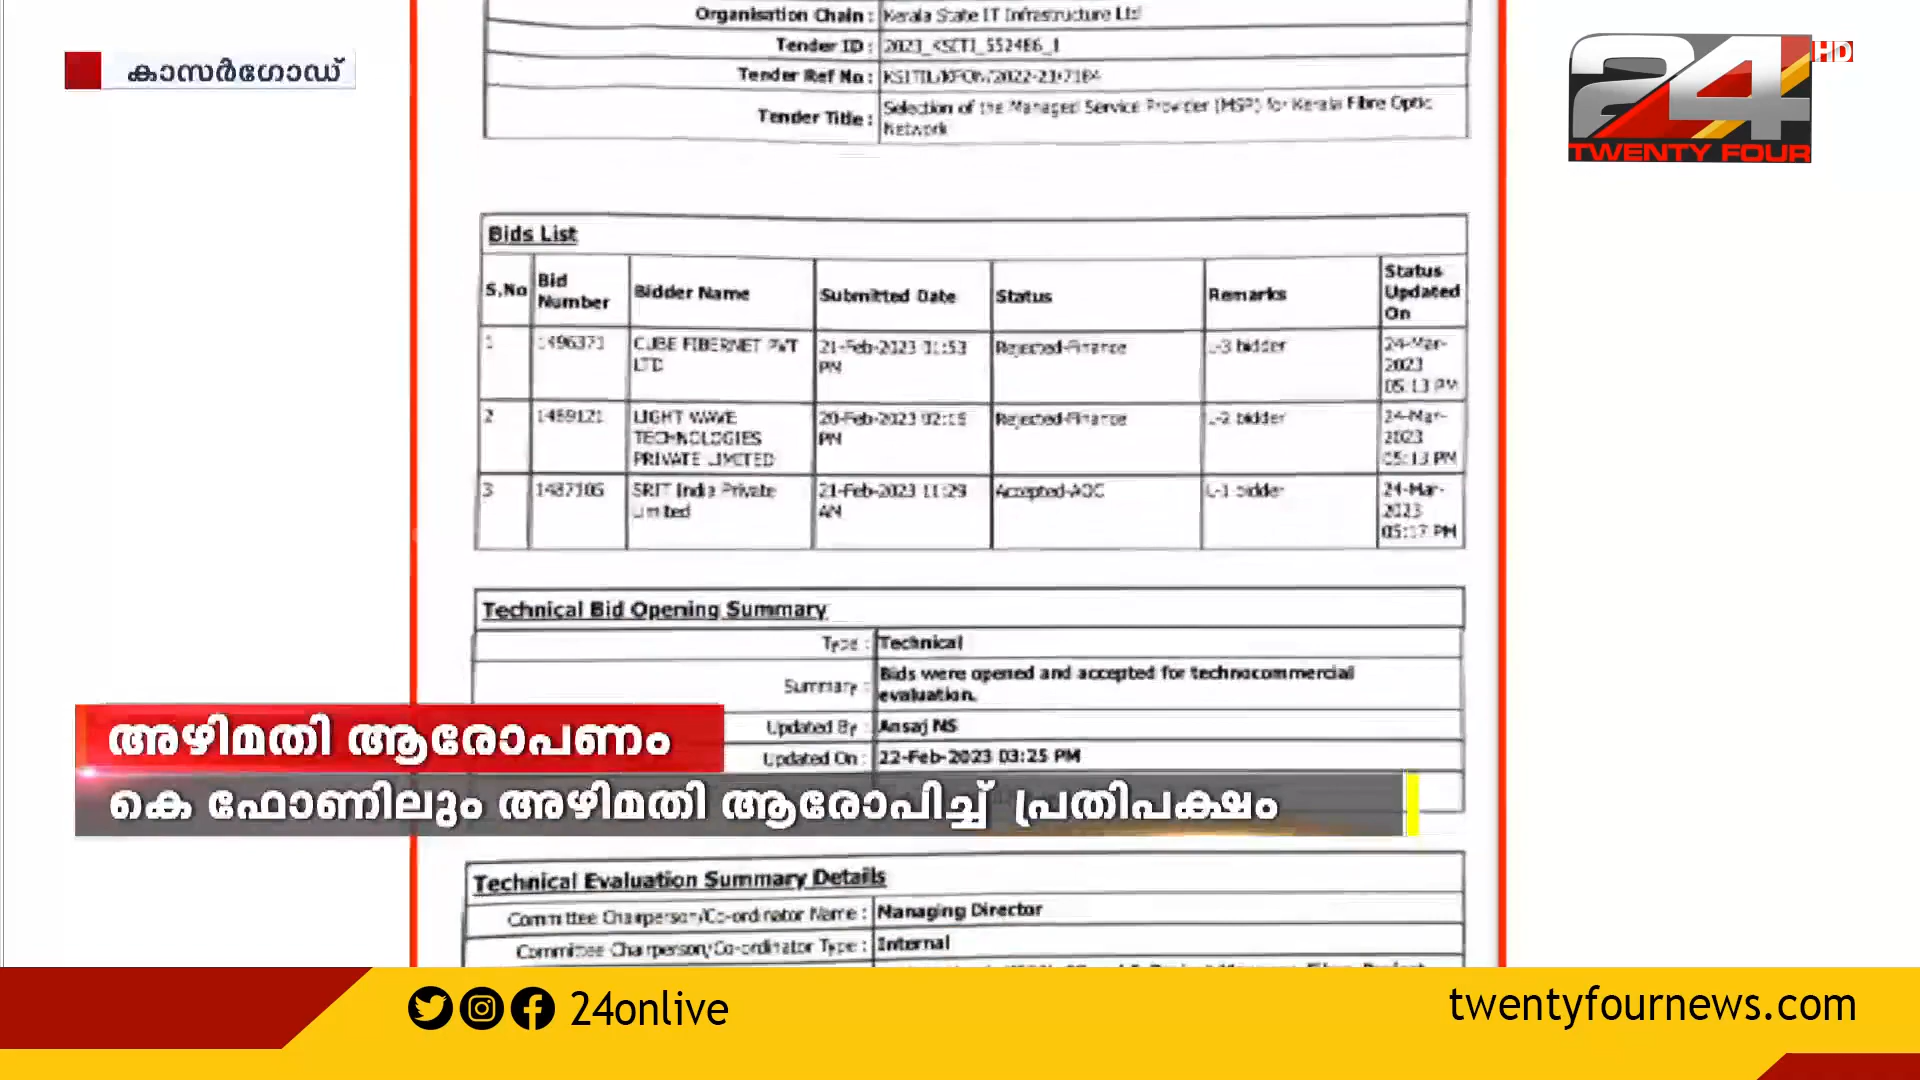 Organisation Chain : Kerala State IT Infrastructure Ltd
Tender ID : 2023_KSITI_552486_1
Tender Ref No :
Tender Title : Selection of the Managed Service Provider (MSP) for Kerala Fibre Optic
Network
കാസർഗോഡ്
24 HD
TWENTY FOUR
Bids List
S.No Bid Number Bidder Name Submitted Date Status Remarks Status Updated On
1 1496371 CUBE FIBERNET PVT LTD 21-Feb-2023 01:53 PM Rejected-Finance L-3 bidder 24-Mar-2023 05:13 PM
2 LIGHT WAVE TECHNOLOGIES PRIVATE LIMITED 20-Feb-2023 PM Rejected-Finance L-2 bidder 24-Mar-2023 05:13 PM
3 SRIT India Private Limited 21-Feb-2023 11:29 AM Accepted-AOC L-1 bidder 24-Mar-2023 05:17 PM
Technical Bid Opening Summary
Type : Technical
Summary : Bids were opened and accepted for technocommercial
evaluation.
Updated By : Ansaj MS
Updated On : 22-Feb-2023 03:25 PM
അഴിമതി ആരോപണം
കെ ഫോണിലും അഴിമതി ആരോപിച്ച് പ്രതിപക്ഷം
Technical Evaluation Summary Details
Committee Chairperson/Co-ordinator Name : Managing Director
Committee Chairperson/Co-ordinator Type : Internal
24onlive
twentyfournews.com